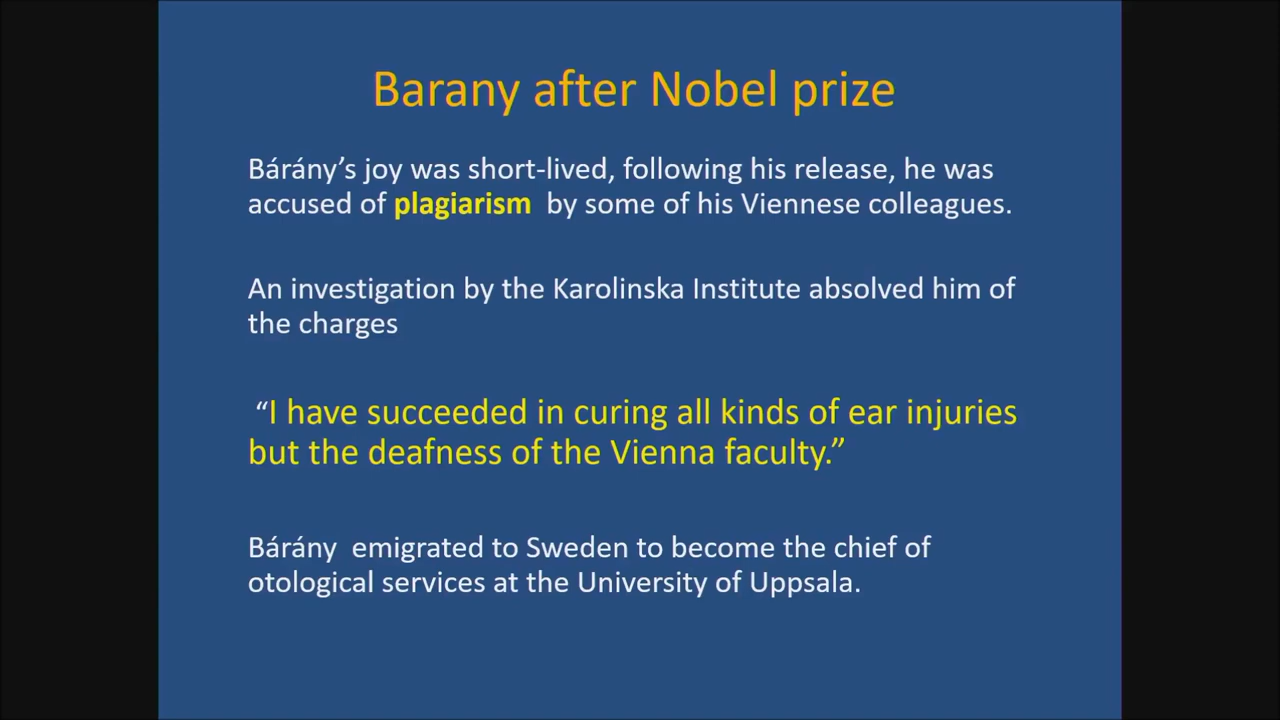 Barany after Nobel prize
Bárány’s joy was short-lived, following his release, he was
accused of plagiarism by some of his Viennese colleagues.
An investigation by the Karolinska Institute absolved him of
the charges
“I have succeeded in curing all kinds of ear injuries
but the deafness of the Vienna faculty.”
Bárány emigrated to Sweden to become the chief of
otological services at the University of Uppsala.